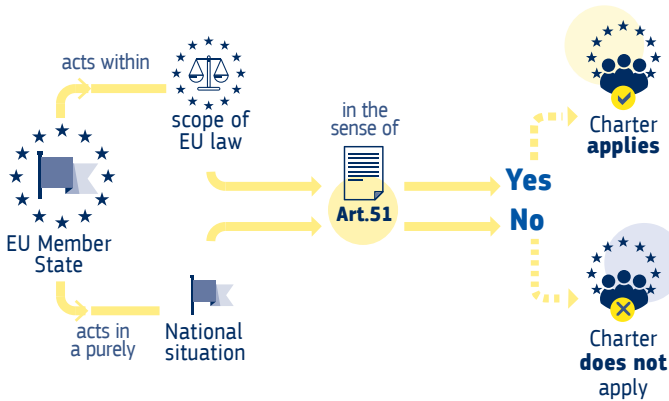 acts within
scope of
EU law
in the
sense of
Art.51
Yes
No
Charter
applies
EU Member
State
acts in
a purely
National
situation
Charter
does not
apply